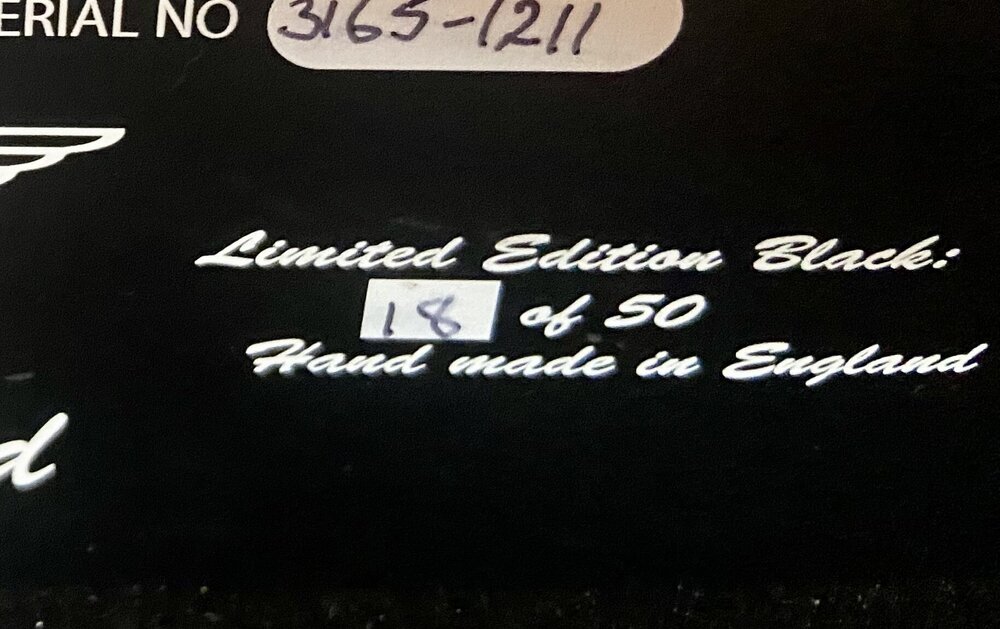 ERIAL NO 3165-1211
Limited Edition Black:
18 of 50
Hand made in England
d